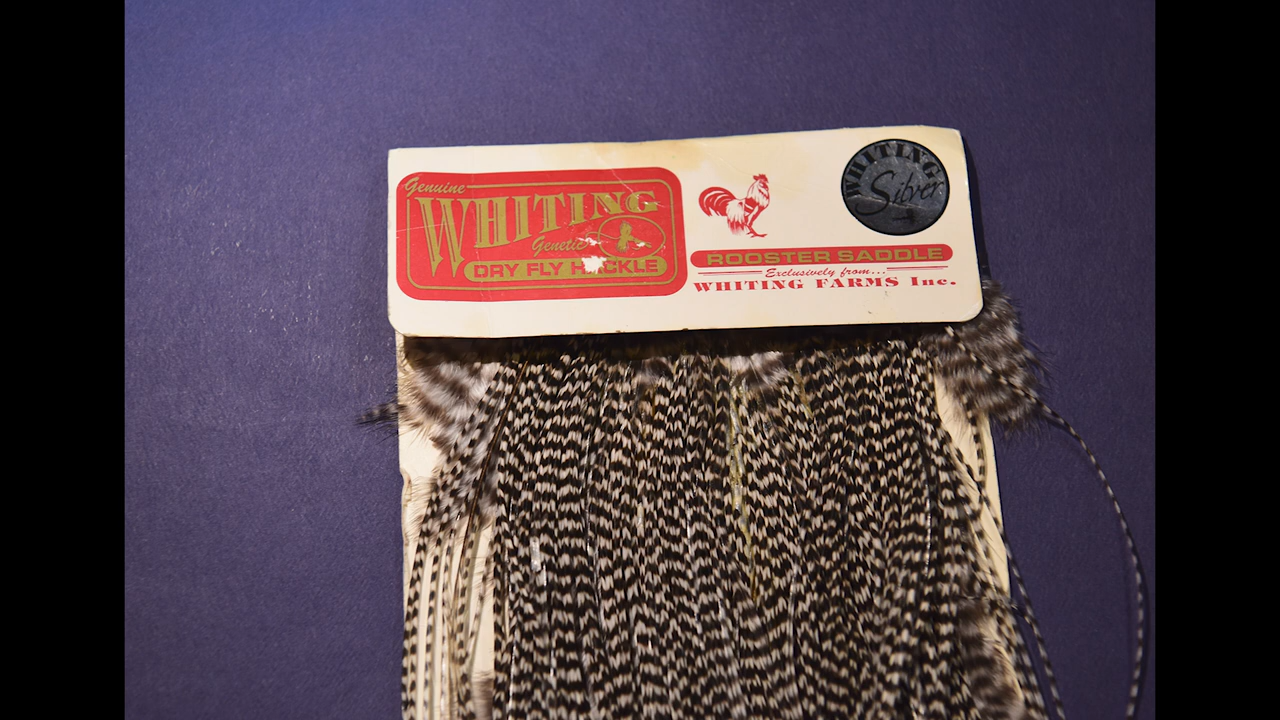 Genuine
WHITING
Genetic
DRY FLY HACKLE
ROOSTER SADDLE
Exclusively from...
WHITING FARMS Inc.
WHITING
Silver